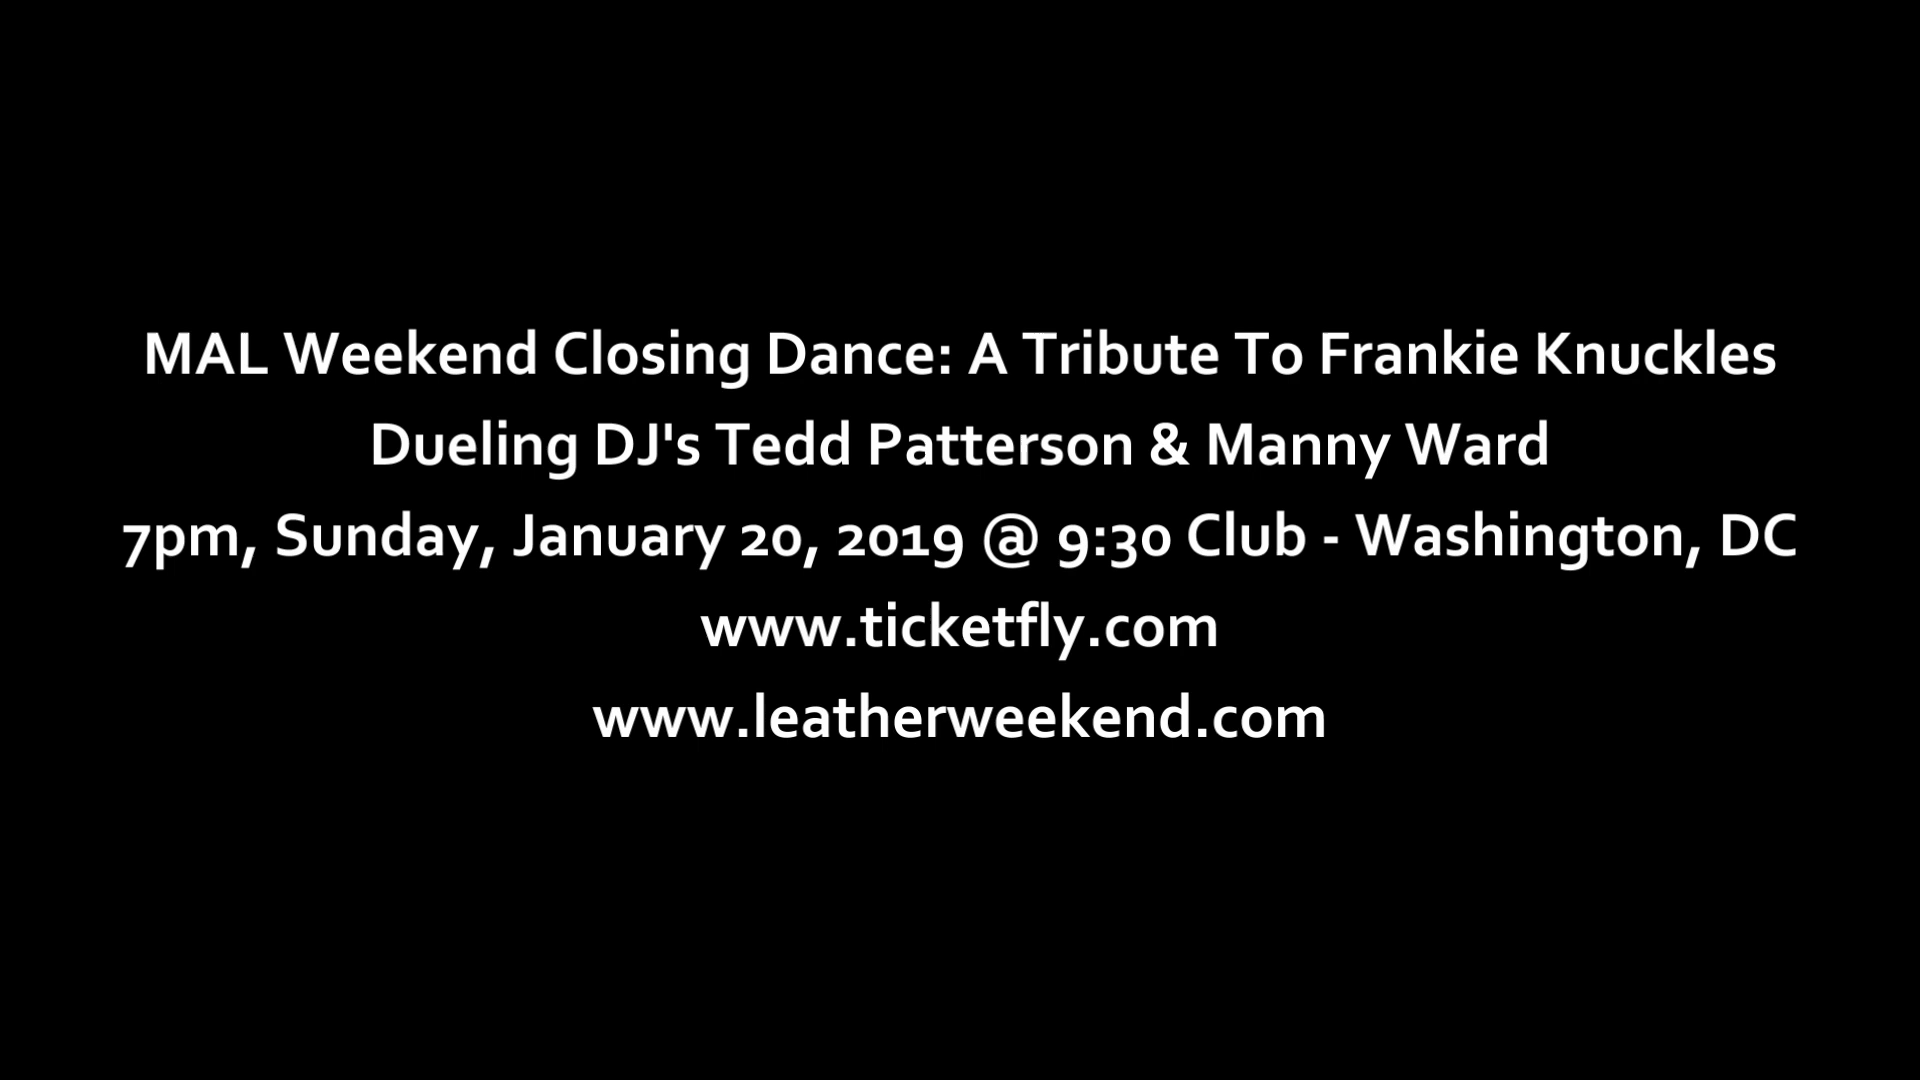 MAL Weekend Closing Dance: A Tribute To Frankie Knuckles
Dueling DJ's Tedd Patterson & Manny Ward
7pm, Sunday, January 20, 2019 @ 9:30 Club - Washington, DC
www.ticketfly.com
www.leatherweekend.com